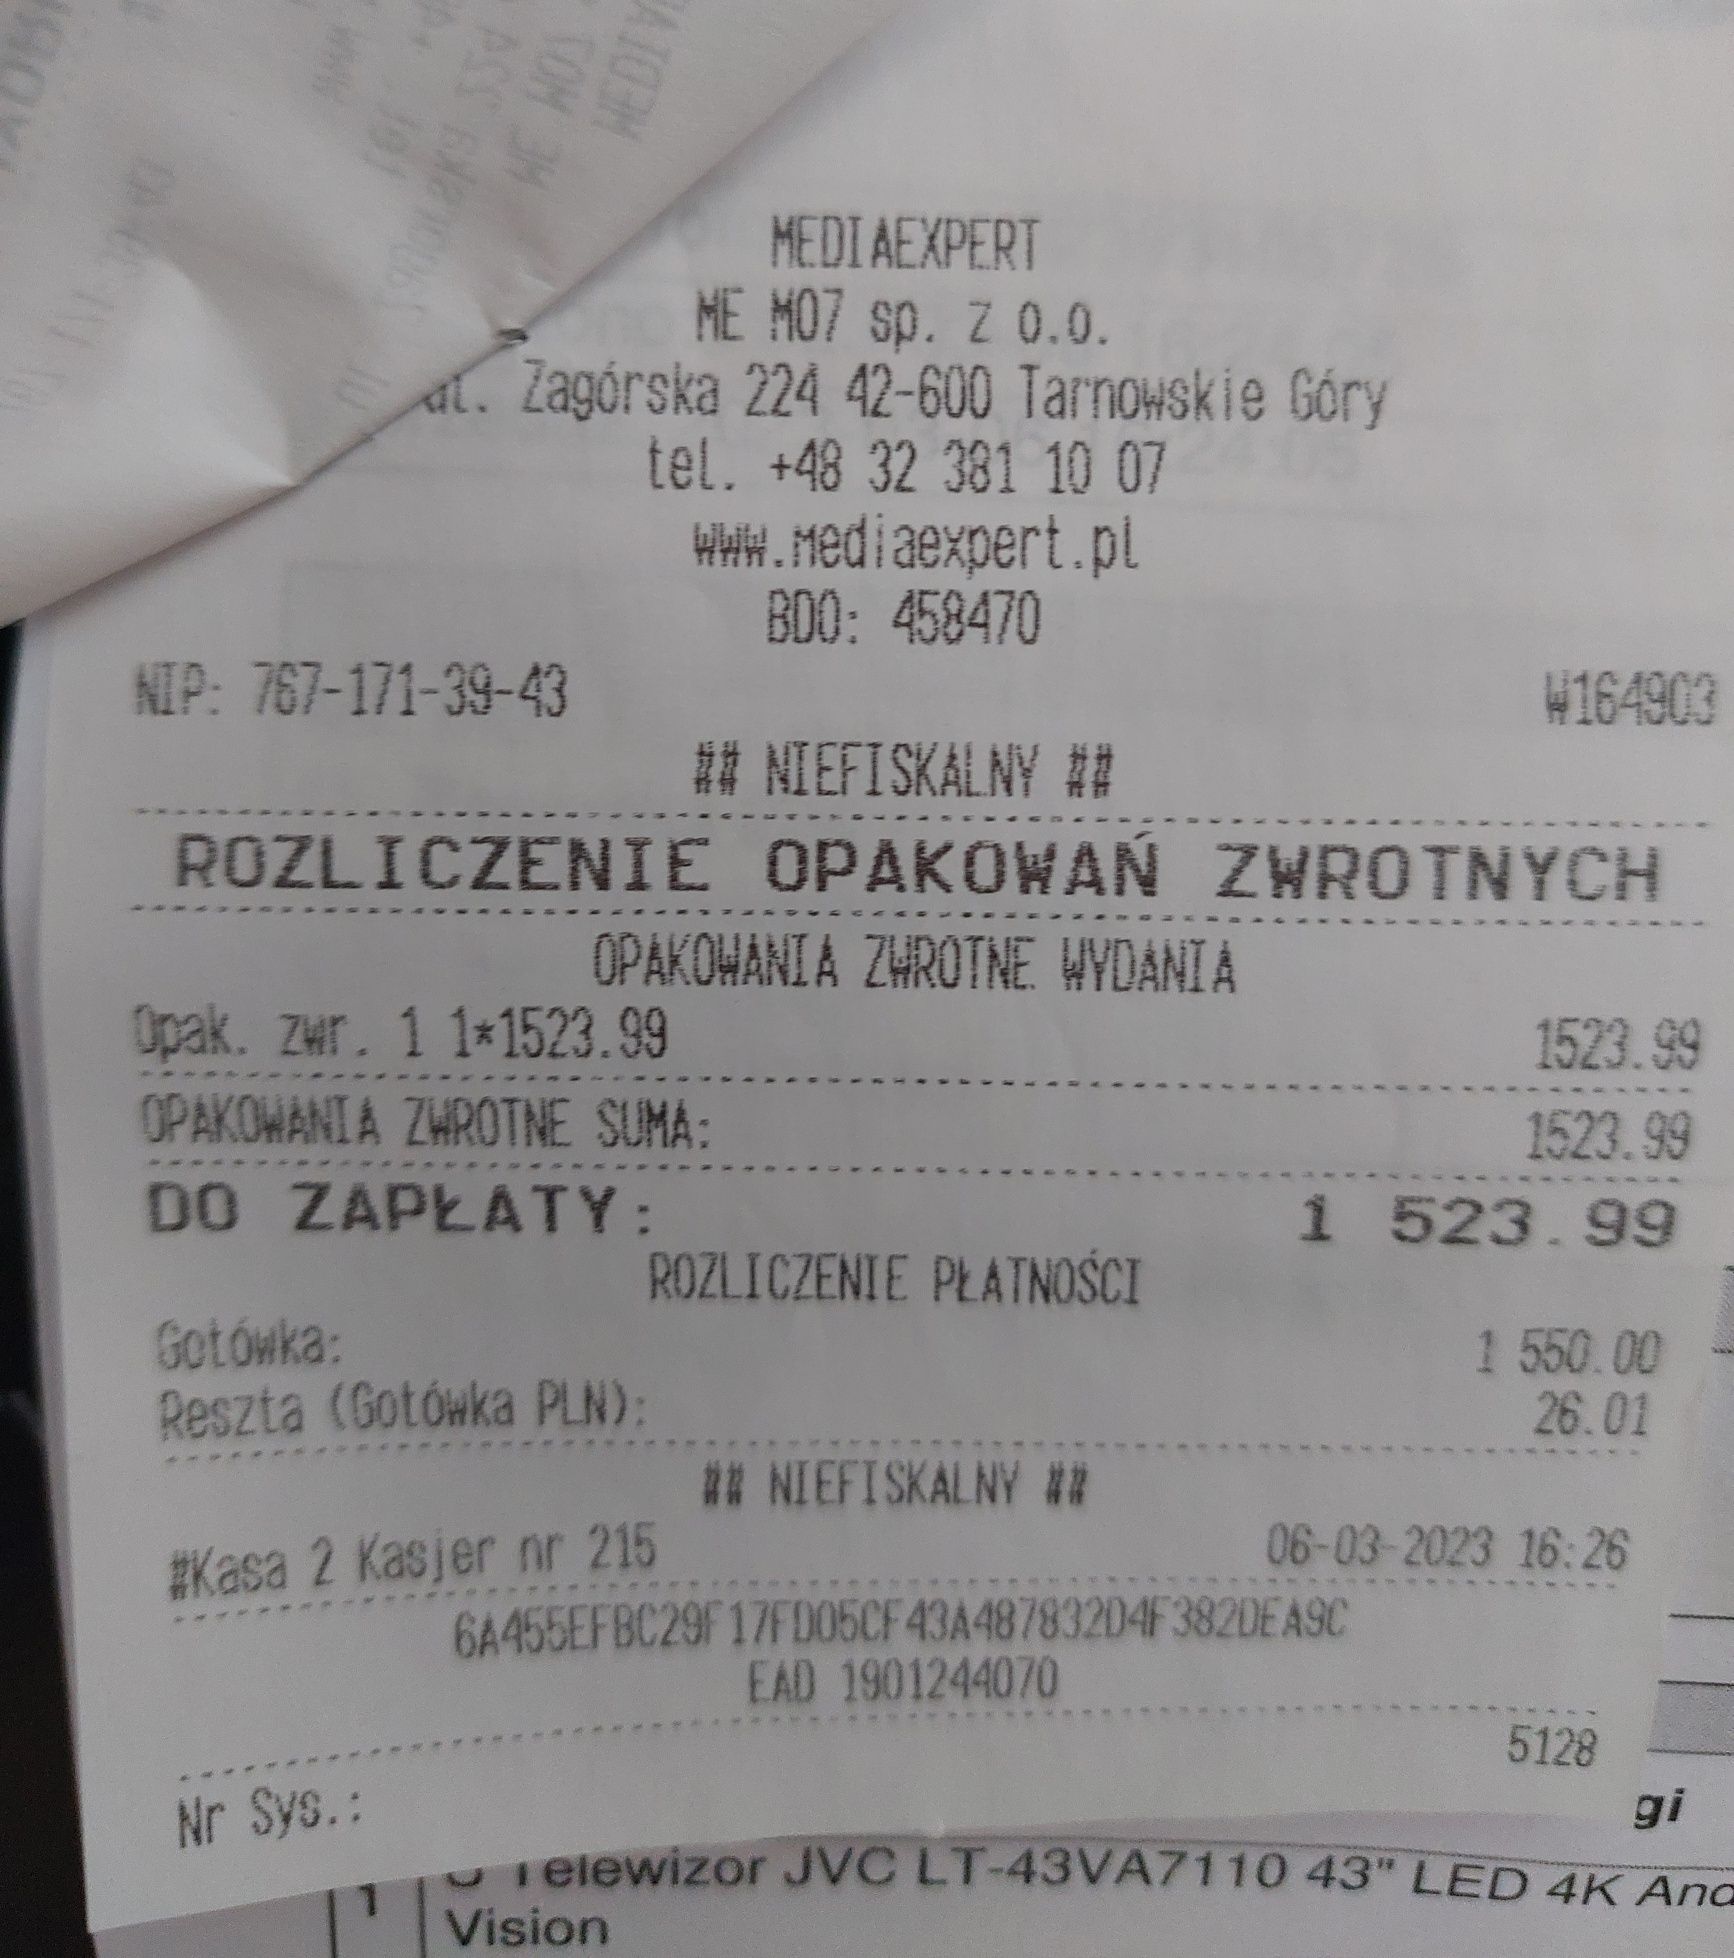 MEDIAEXPERT
ME M07 sp. z o.o.
ul. Zagórska 224 42-600 Tarnowskie Góry
tel. +48 32 381 10 07
www.mediaexpert.pl
BDO: 458470
NIP: 767-171-39-43 W164903
## NIEFISKALNY ##
ROZLICZENIE OPAKOWAŃ ZWROTNYCH
OPAKOWANIA ZWROTNE WYDANIA
Opak. zwr. 1 1*1523.99 1523.99
OPAKOWANIA ZWROTNE SUMA: 1523.99
DO ZAPŁATY: 1 523.99
ROZLICZENIE PŁATNOŚCI
Gotówka: 1 550.00
Reszta (Gotówka PLN): 26.01
## NIEFISKALNY ##
#Kasa 2 Kasjer nr 215 06-03-2023 16:26
6A455EFBC29F17FD05CF43A487832D4F382DEA9C
EAD 1901244070
Nr Sys.: 5128
gi
1 Telewizor JVC LT-43VA7110 43" LED 4K And
Vision